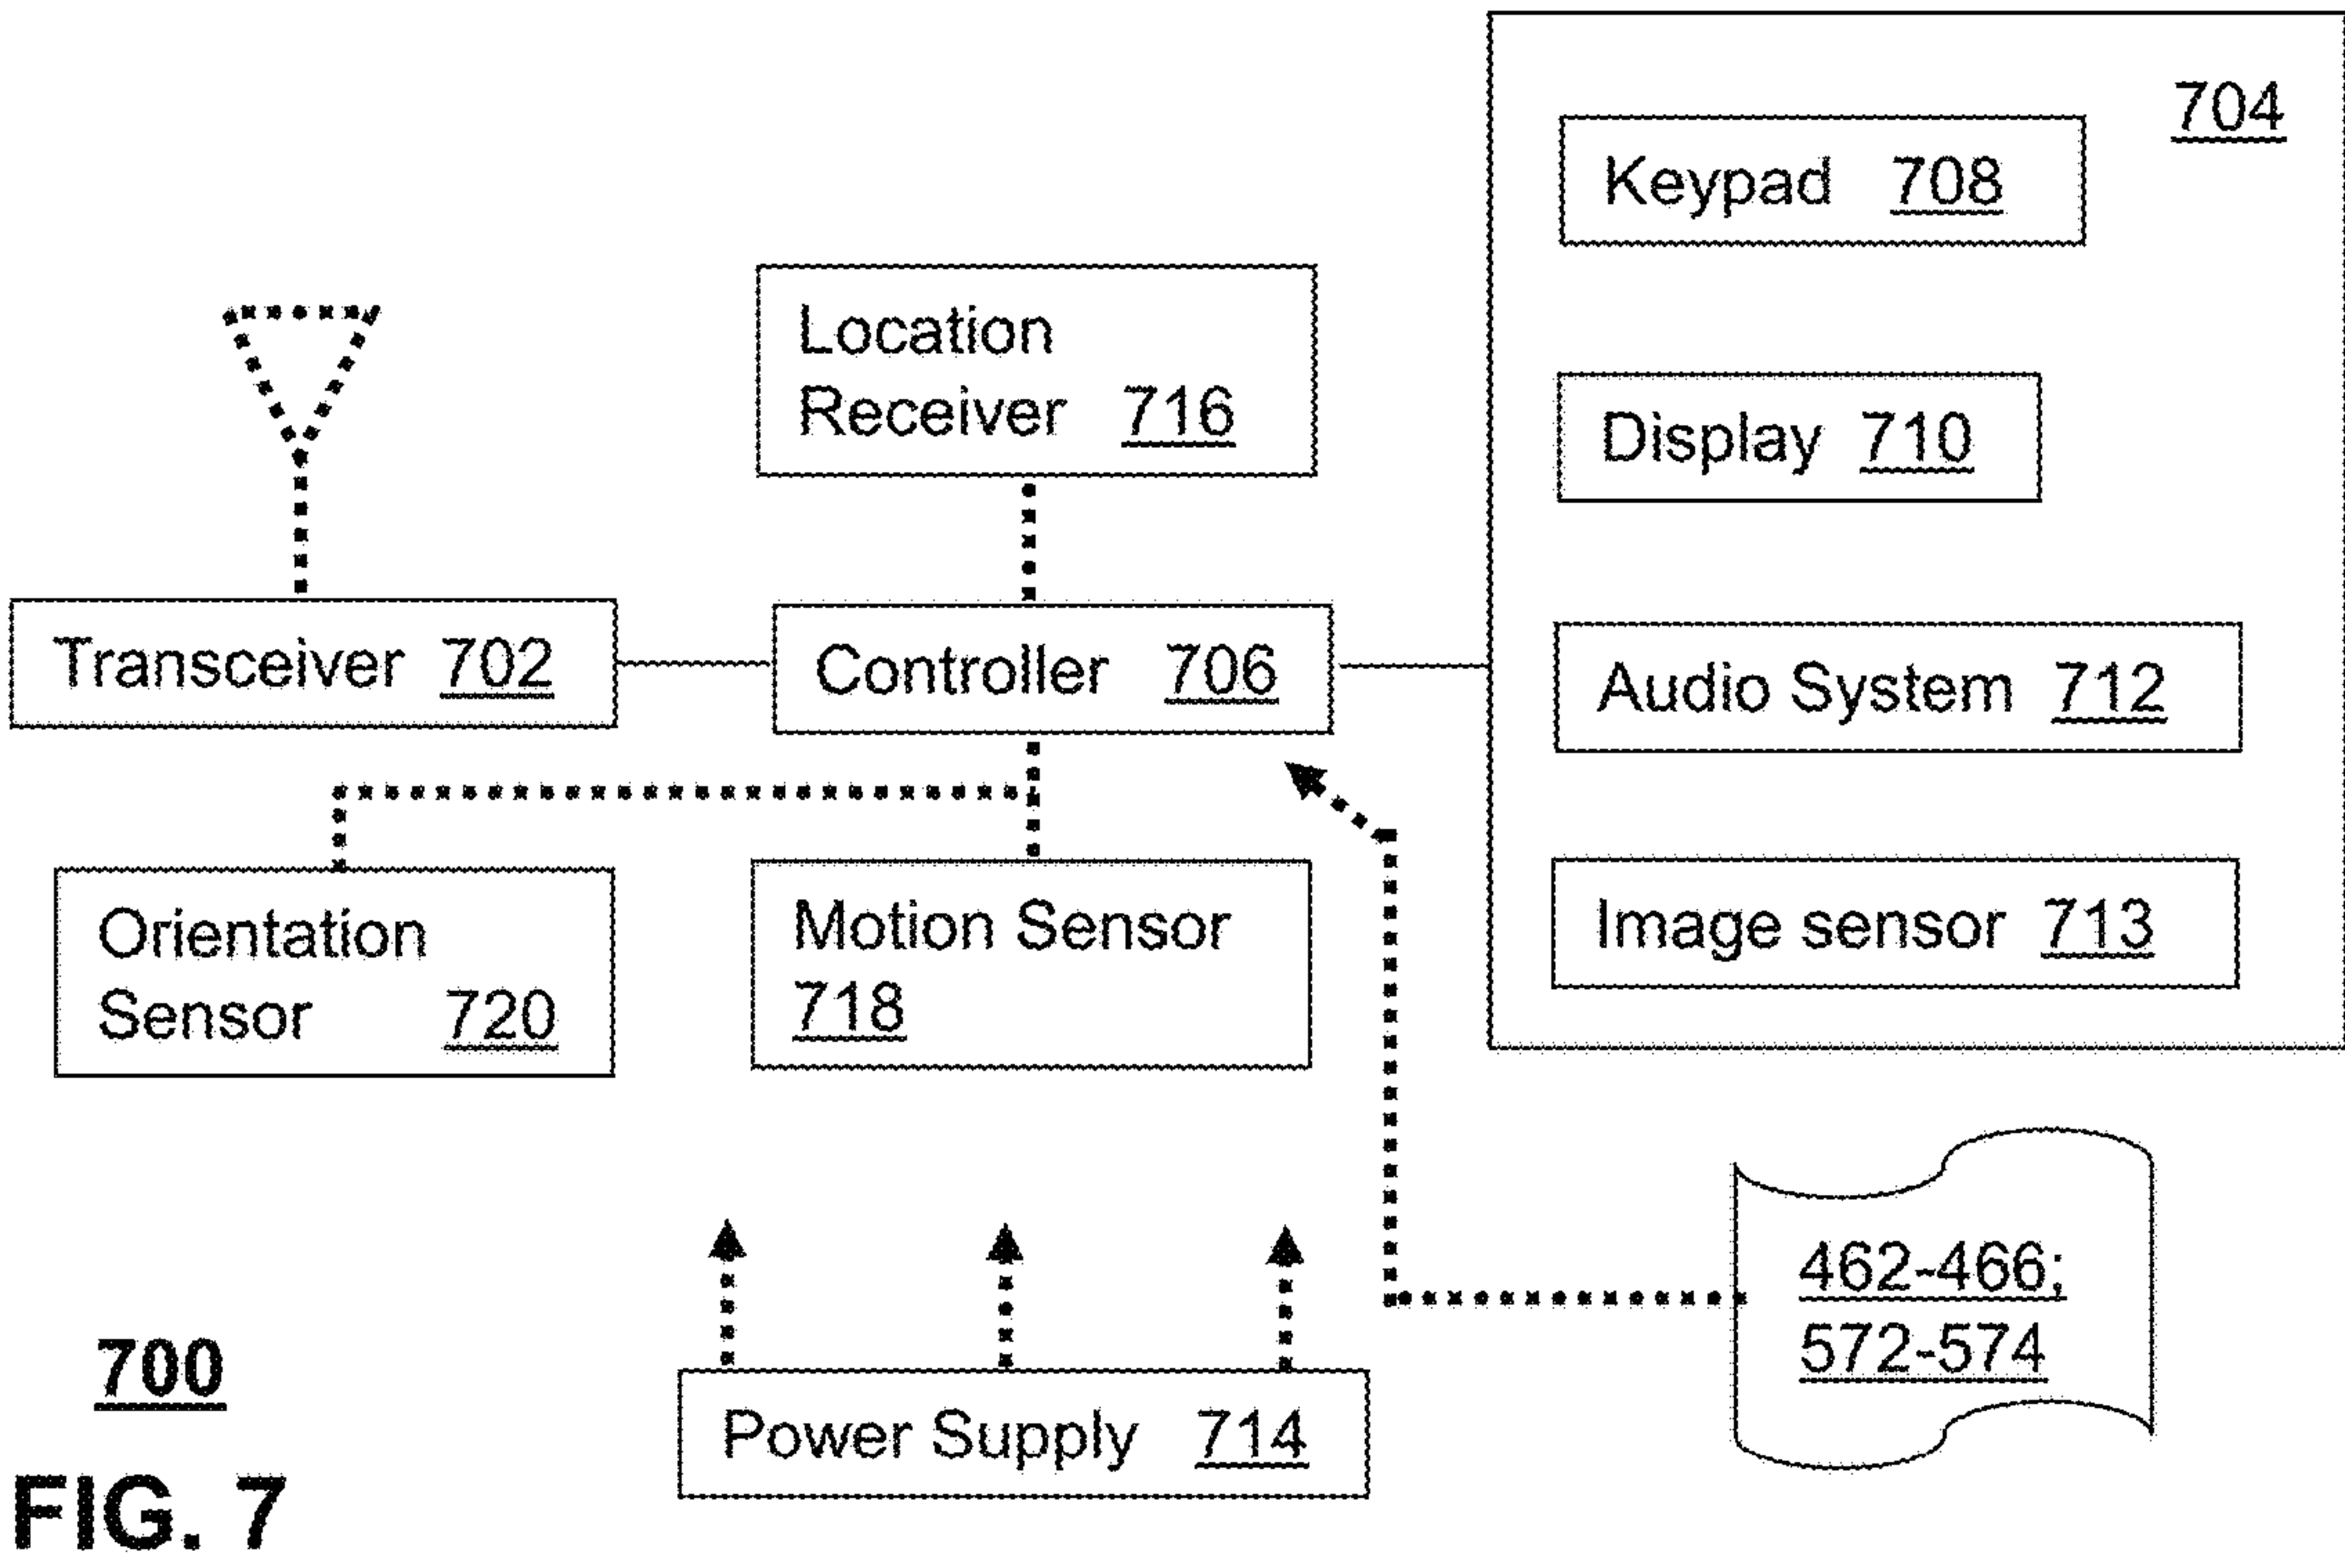 704
Keypad 708
Location
Receiver 716
Display 710
Transceiver 702
Controller 706
Audio System 712
Orientation
Sensor 720
Motion Sensor
718
Image sensor 713
462-466;
572-574
Power Supply 714
700
FIG. 7